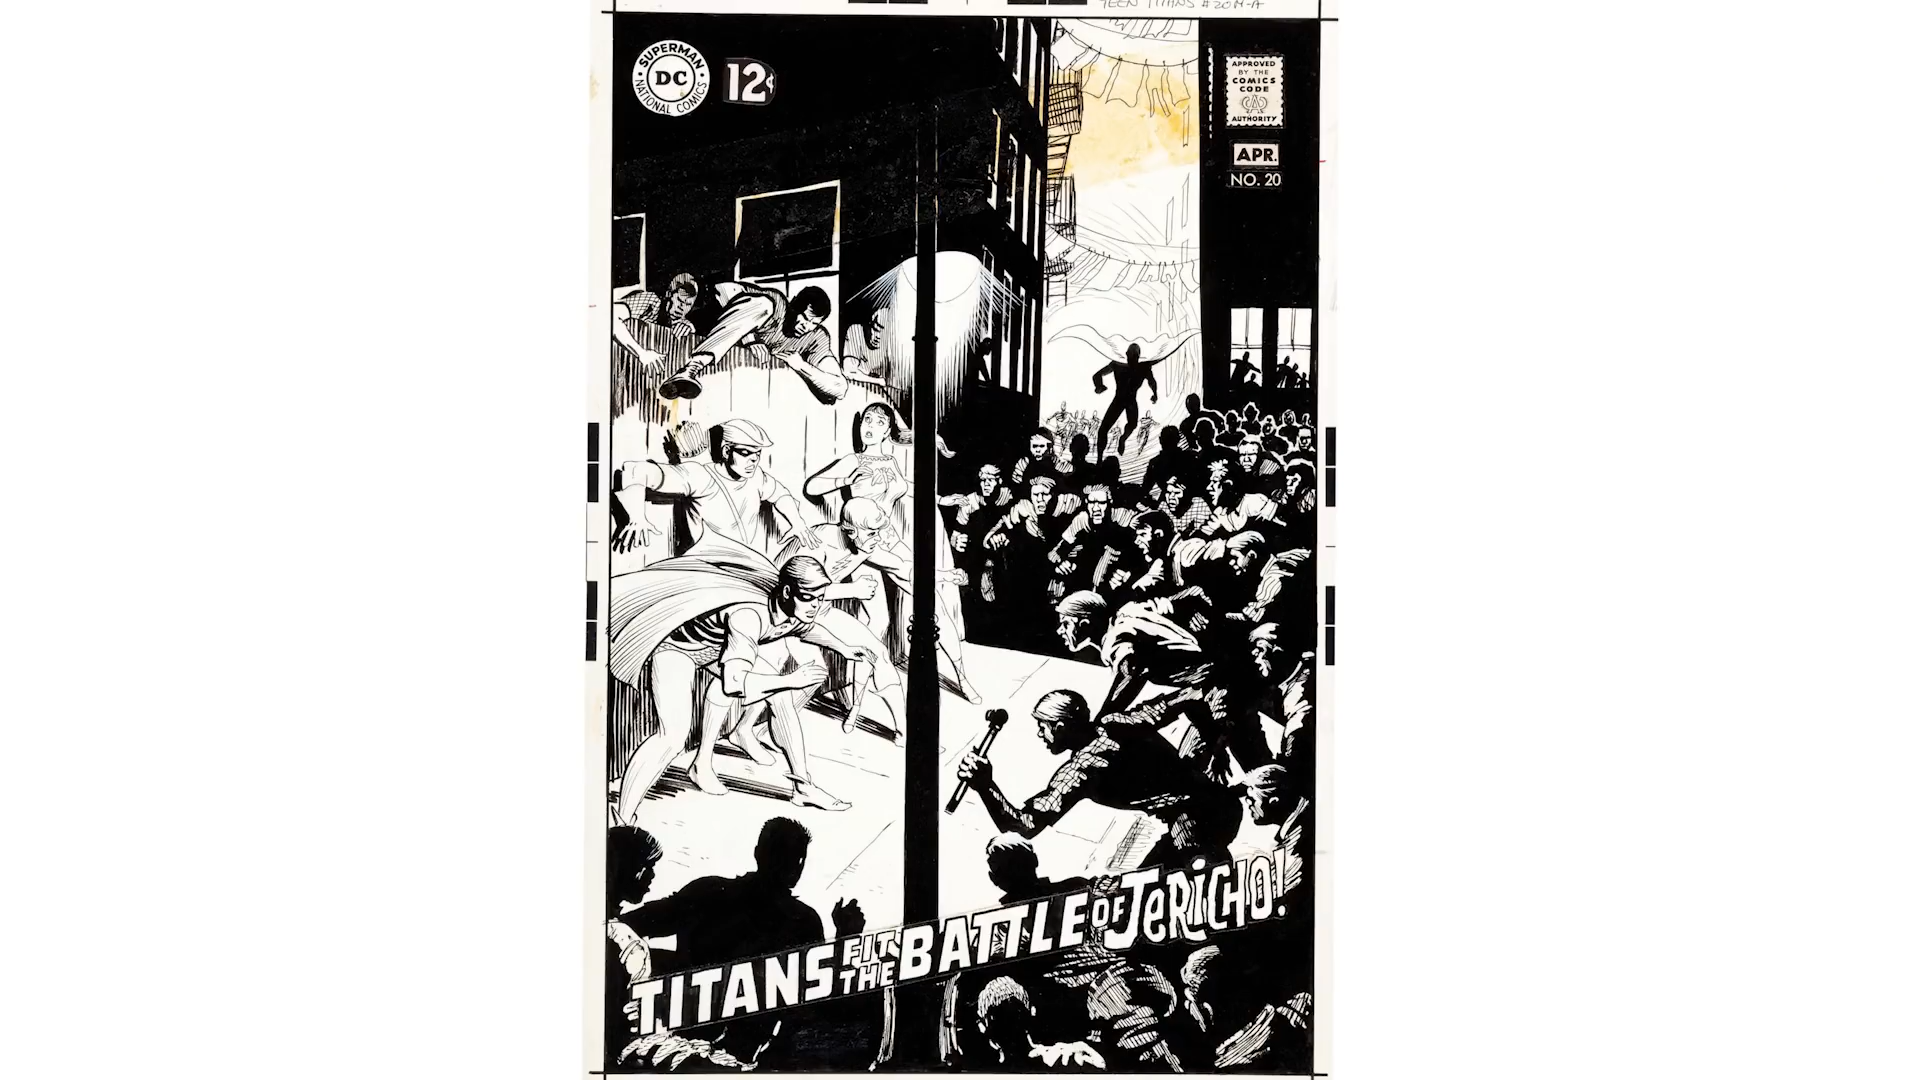 TEEN TITANS #20
SUPERMAN
DC
NATIONAL COMICS
12¢
APPROVED
BY THE
COMICS
CODE
CA
AUTHORITY
APR.
NO. 20
TITANS FIT THE BATTLE OF JERICHO!